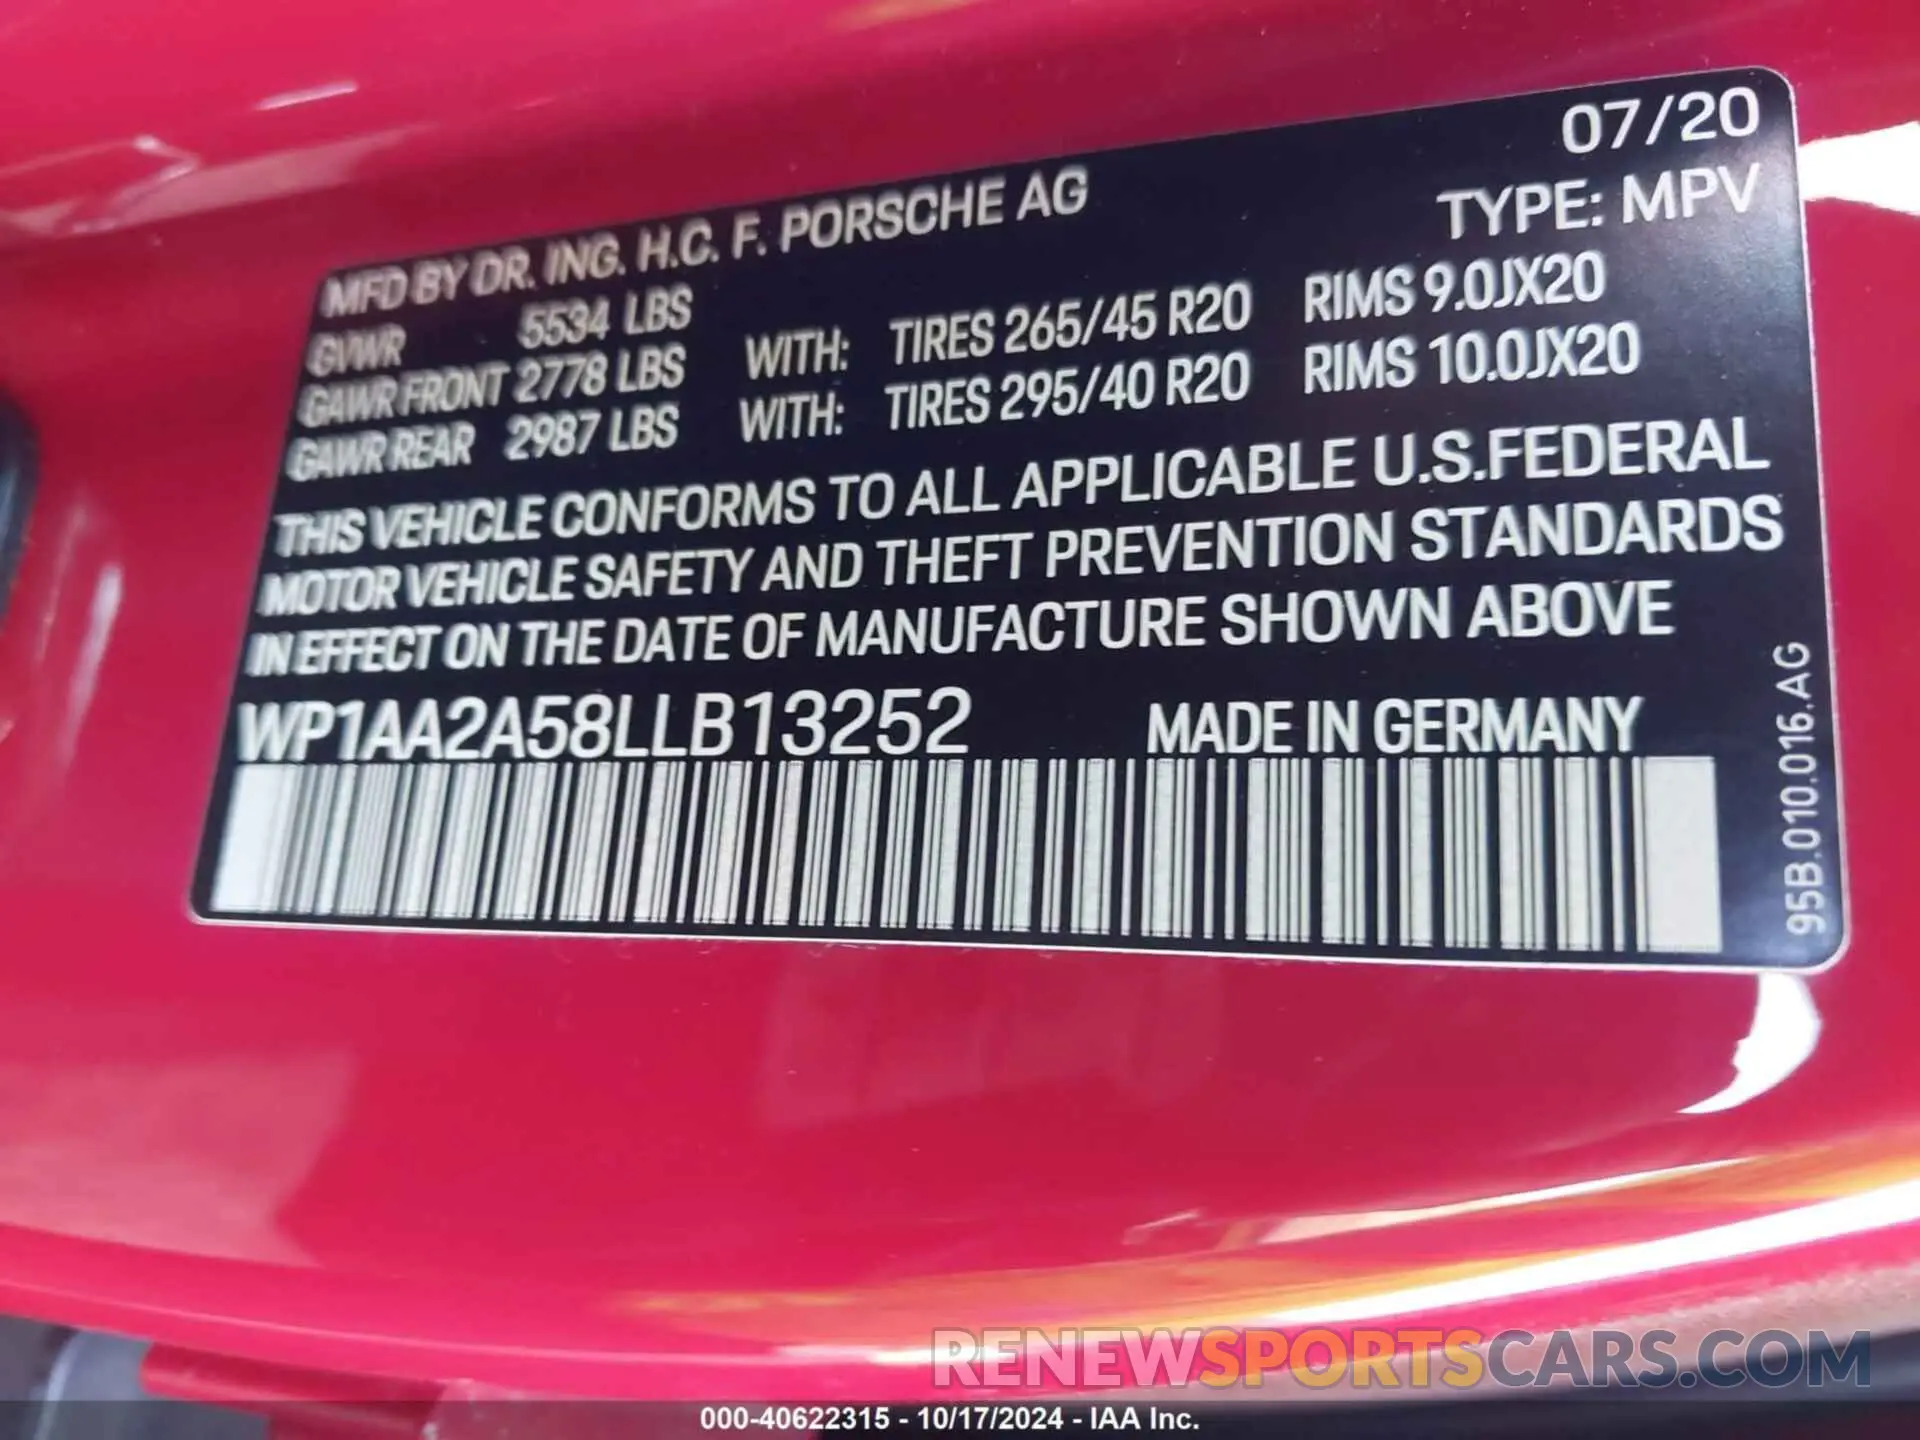 07/20
MFD BY DR. ING. H.C. F. PORSCHE AG TYPE: MPV
GVWR 5534 LBS
GAWR FRONT 2778 LBS WITH: TIRES 265/45 R20 RIMS 9.0JX20
GAWR REAR 2987 LBS WITH: TIRES 295/40 R20 RIMS 10.0JX20
THIS VEHICLE CONFORMS TO ALL APPLICABLE U.S.FEDERAL
MOTOR VEHICLE SAFETY AND THEFT PREVENTION STANDARDS
IN EFFECT ON THE DATE OF MANUFACTURE SHOWN ABOVE
WP1AA2A58LLB13252 MADE IN GERMANY
95B.010.016.AG
RENEWSPORTSCARS.COM
000-40622315 - 10/17/2024 - IAA Inc.